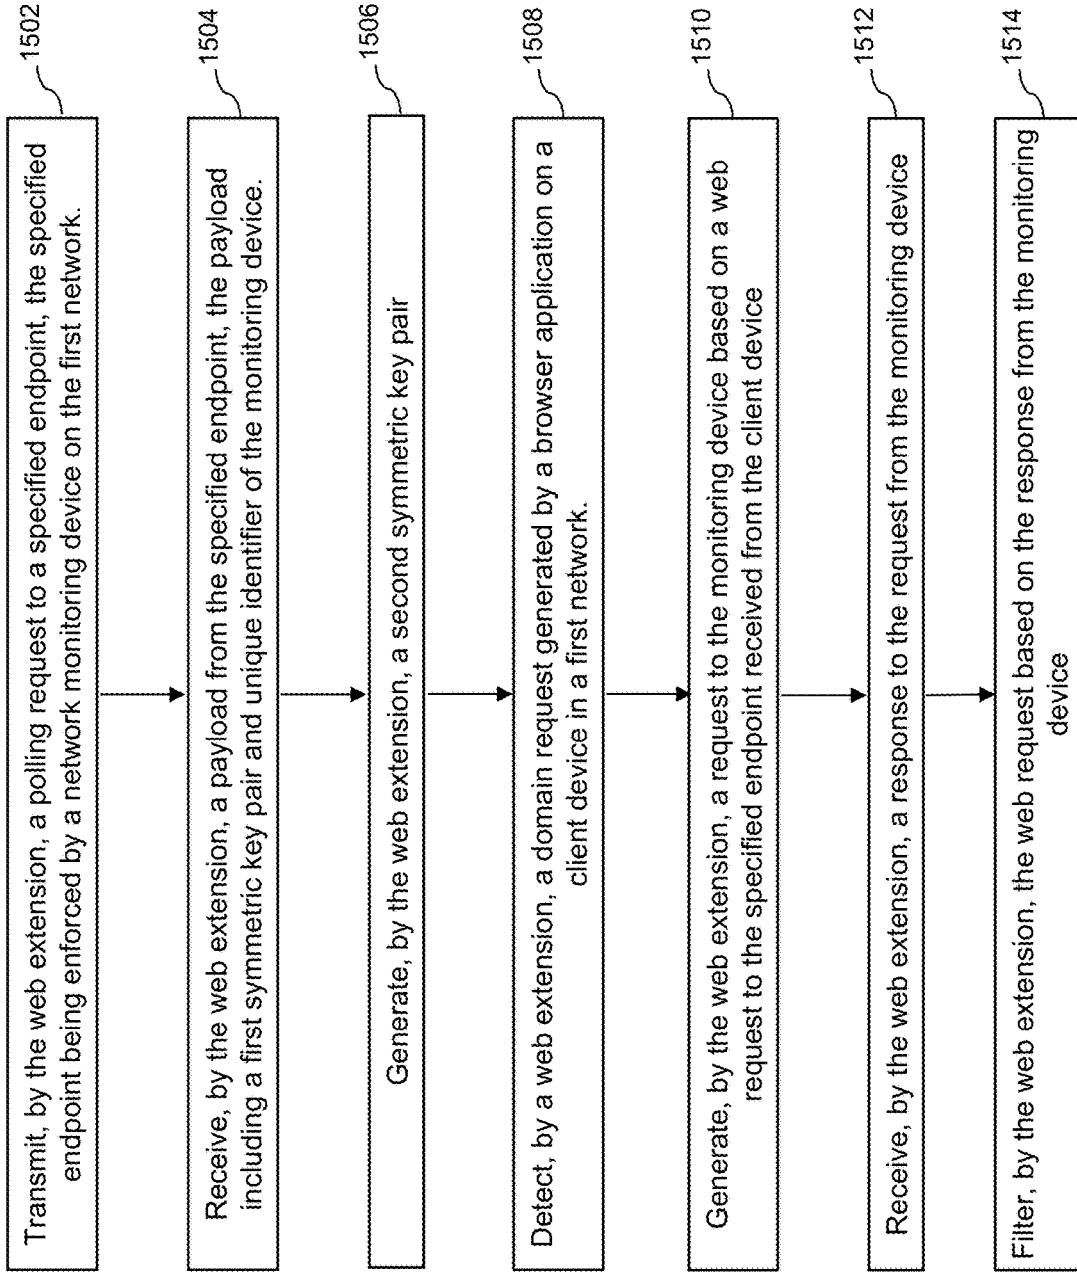 1502
Transmit, by the web extension, a polling request to a specified endpoint, the specified
endpoint being enforced by a network monitoring device on the first network.
1504
Receive, by the web extension, a payload from the specified endpoint, the payload
including a first symmetric key pair and unique identifier of the monitoring device.
1506
Generate, by the web extension, a second symmetric key pair
1508
Detect, by a web extension, a domain request generated by a browser application on a
client device in a first network.
1510
Generate, by the web extension, a request to the monitoring device based on a web
request to the specified endpoint received from the client device
1512
Receive, by the web extension, a response to the request from the monitoring device
1514
Filter, by the web extension, the web request based on the response from the monitoring
device